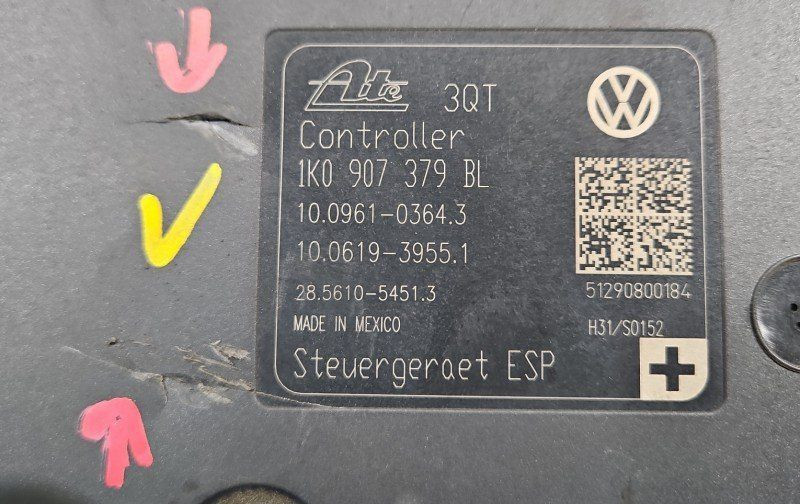 Ate 3QT
Controller
1K0 907 379 BL
10.0961-0364.3
10.0619-3955.1
28.5610-5451.3
51290800184
MADE IN MEXICO
H31/S0152
Steuergeraet ESP